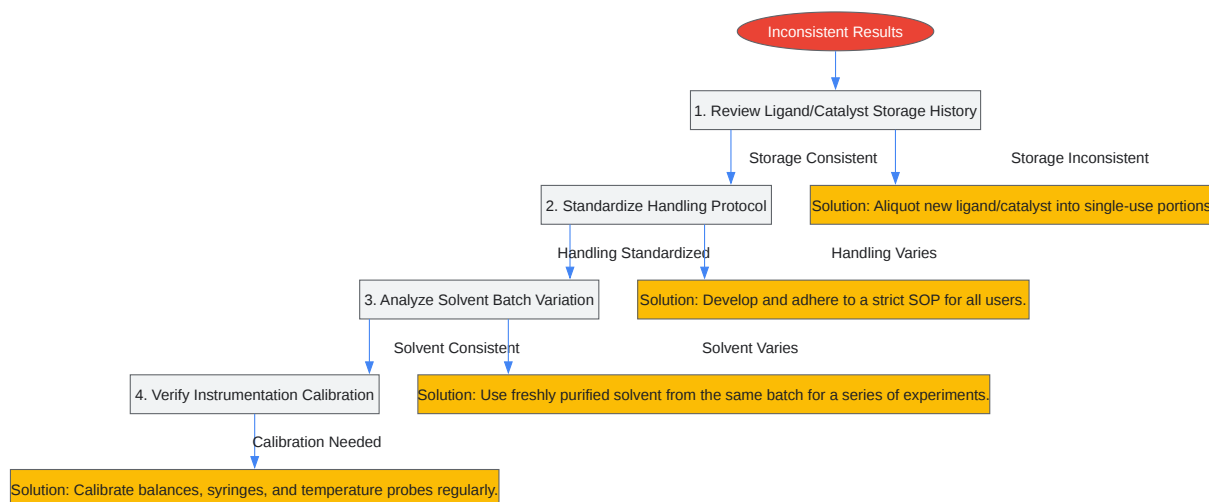 Inconsistent Results
1. Review Ligand/Catalyst Storage History
Storage Consistent
Storage Inconsistent
2. Standardize Handling Protocol
Solution: Aliquot new ligand/catalyst into single-use portions
Handling Standardized
Handling Varies
3. Analyze Solvent Batch Variation
Solution: Develop and adhere to a strict SOP for all users.
Solvent Consistent
Solvent Varies
4. Verify Instrumentation Calibration
Solution: Use freshly purified solvent from the same batch for a series of experiments.
Calibration Needed
Solution: Calibrate balances, syringes, and temperature probes regularly.